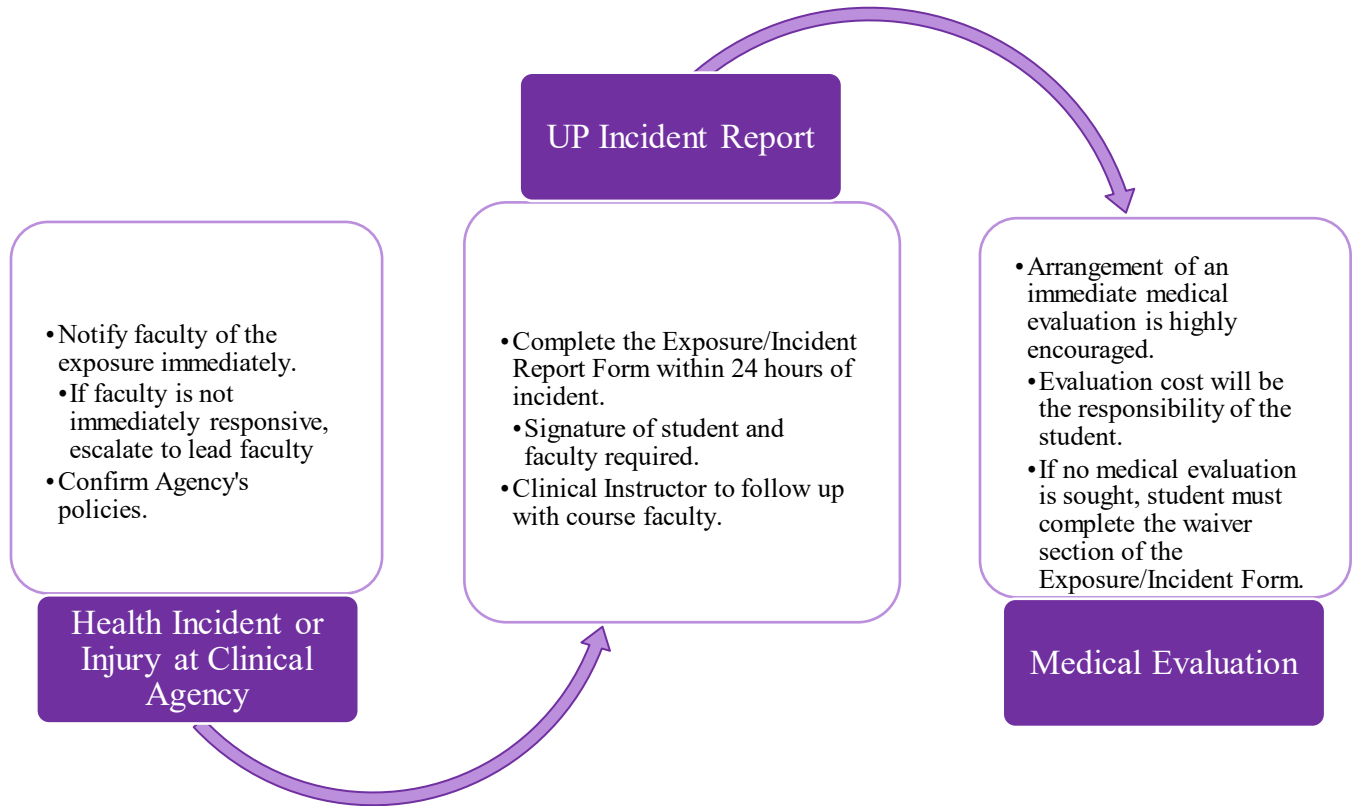 •Notify faculty of the
exposure immediately.
•If faculty is not
immediately responsive,
escalate to lead faculty
•Confirm Agency's
policies.
Health Incident or
Injury at Clinical
Agency
UP Incident Report
•Complete the Exposure/Incident
Report Form within 24 hours of
incident.
•Signature of student and
faculty required.
•Clinical Instructor to follow up
with course faculty.
•Arrangement of an
immediate medical
evaluation is highly
encouraged.
•Evaluation cost will be
the responsibility of the
student.
•If no medical evaluation
is sought, student must
complete the waiver
section of the
Exposure/Incident Form.
Medical Evaluation